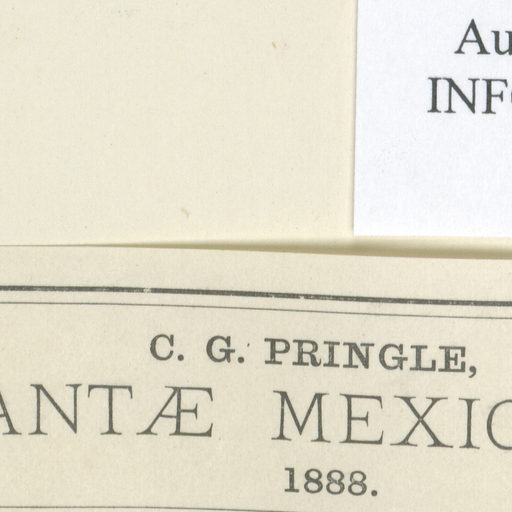 Au
INF
C. G. PRINGLE,
ANTÆ MEXIC
1888.